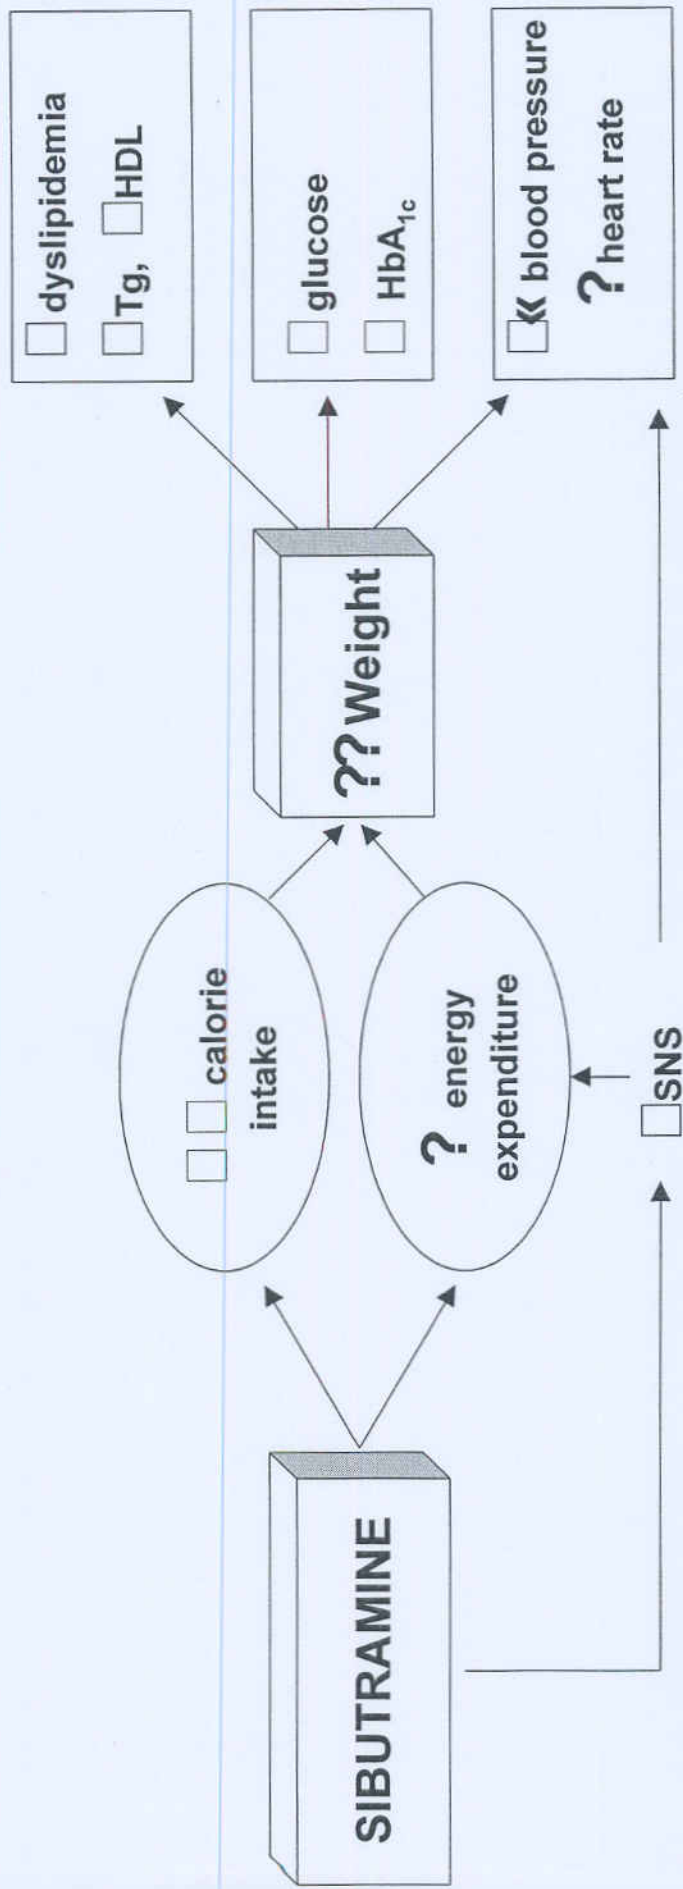 SIBUTRAMINE
□ □ calorie
intake
? energy
expenditure
□SNS
??Weight
□ dyslipidemia
□Tg, □HDL
□ glucose
□ HbA1c
□« blood pressure
? heart rate